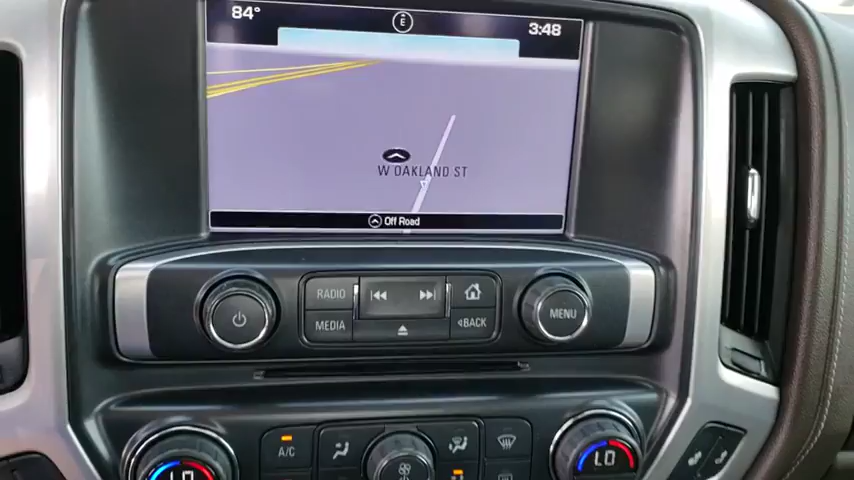 84° E 3:48
W OAKLAND ST
Off Road
RADIO
MEDIA
BACK
MENU
A/C
LO
LO